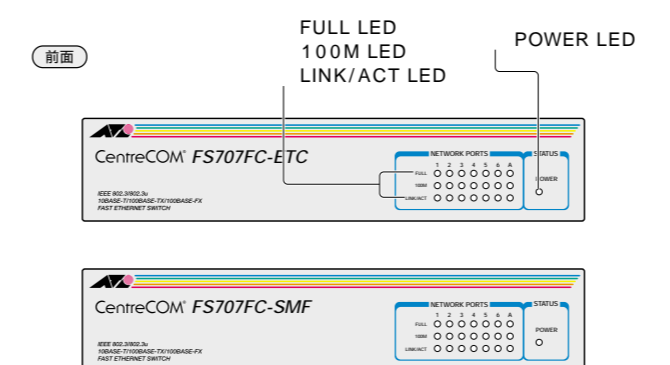 前面
FULL LED
100M LED
LINK/ACT LED
POWER LED
CentreCOM® FS707FC-ETC
IEEE 802.3/802.3u
10BASE-T/100BASE-TX/100BASE-FX
FAST ETHERNET SWITCH
NETWORK PORTS
1 2 3 4 5 6 A
FULL
100M
LINK/ACT
STATUS
POWER
CentreCOM® FS707FC-SMF
IEEE 802.3/802.3u
10BASE-T/100BASE-TX/100BASE-FX
FAST ETHERNET SWITCH
NETWORK PORTS
1 2 3 4 5 6 A
FULL
100M
LINK/ACT
STATUS
POWER